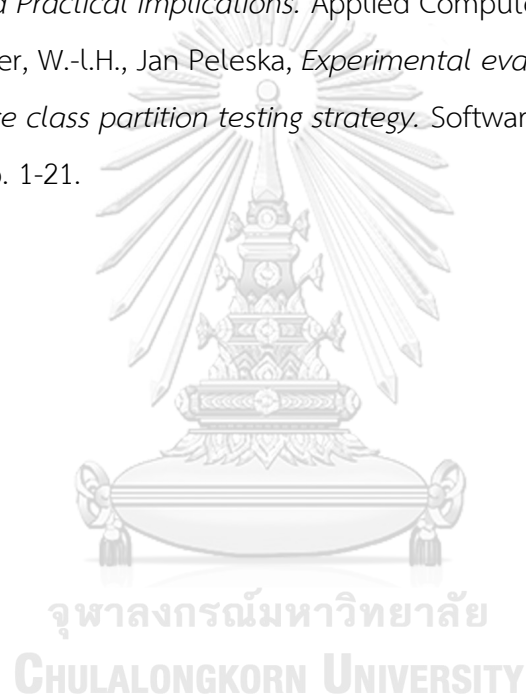 d Practical Implications. Applied Compute
er, W.-l.H., Jan Peleska, Experimental eva
e class partition testing strategy. Softwar
. 1-21.
จุฬาลงกรณ์มหาวิทยาลัย
CHULALONGKORN UNIVERSITY